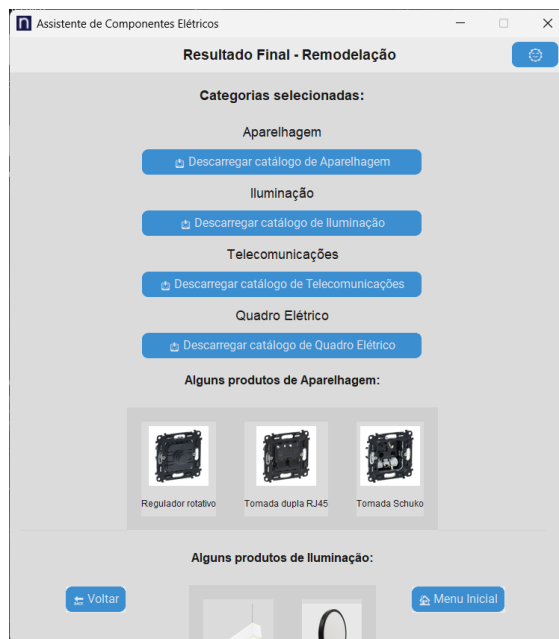 Assistente de Componentes Elétricos
Resultado Final - Remodelação
Categorias selecionadas:
Aparelhagem
Descarregar catálogo de Aparelhagem
Iluminação
Descarregar catálogo de Iluminação
Telecomunicações
Descarregar catálogo de Telecomunicações
Quadro Elétrico
Descarregar catálogo de Quadro Elétrico
Alguns produtos de Aparelhagem:
Regulador rotativo
Tomada dupla RJ45
Tomada Schuko
Alguns produtos de Iluminação:
Voltar
Menu Inicial